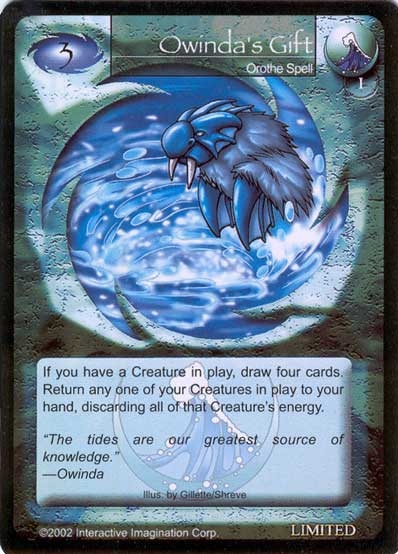 3
Owinda's Gift
Orothe Spell
1
If you have a Creature in play, draw four cards.
Return any one of your Creatures in play to your
hand, discarding all of that Creature's energy.
"The tides are our greatest source of
knowledge."
—Owinda
Illus. by Gillette/Shreve
©2002 Interactive Imagination Corp.
LIMITED